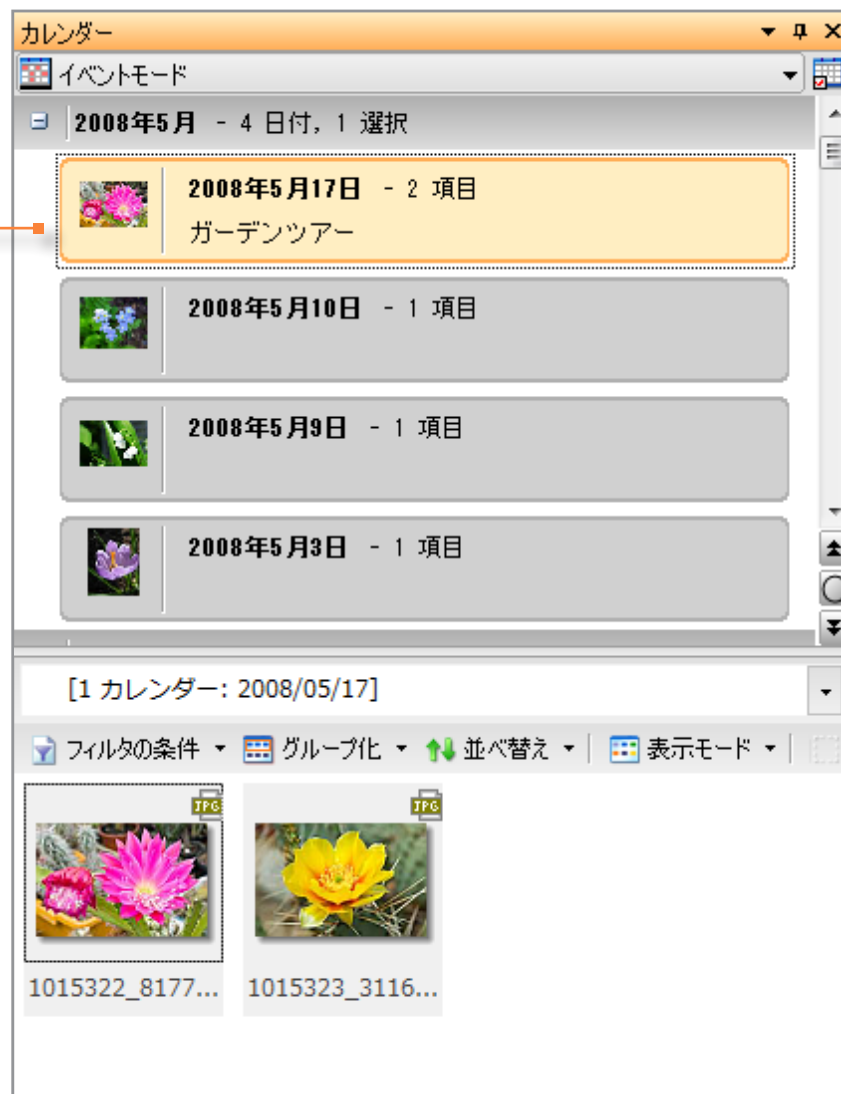 カレンダー
イベントモード
2008年5月 - 4 日付, 1 選択
2008年5月17日 - 2 項目
ガーデンツアー
2008年5月10日 - 1 項目
2008年5月9日 - 1 項目
2008年5月3日 - 1 項目
[1 カレンダー: 2008/05/17]
フィルタの条件 グループ化 並べ替え 表示モード
JPG JPG
1015322_8177... 1015323_3116...